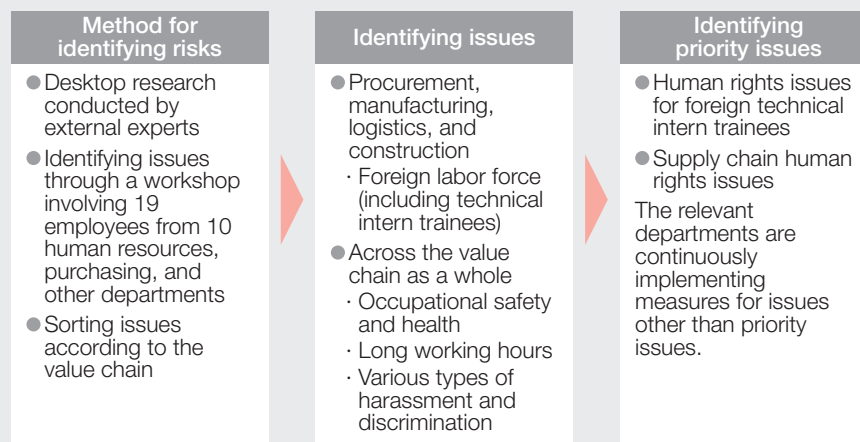 Method for
identifying risks
● Desktop research
conducted by
external experts
● Identifying issues
through a workshop
involving 19
employees from 10
human resources,
purchasing, and
other departments
● Sorting issues
according to the
value chain
Identifying issues
● Procurement,
manufacturing,
logistics, and
construction
· Foreign labor force
(including technical
intern trainees)
● Across the value
chain as a whole
· Occupational safety
and health
· Long working hours
· Various types of
harassment and
discrimination
Identifying
priority issues
● Human rights issues
for foreign technical
intern trainees
● Supply chain human
rights issues
The relevant
departments are
continuously
implementing
measures for issues
other than priority
issues.